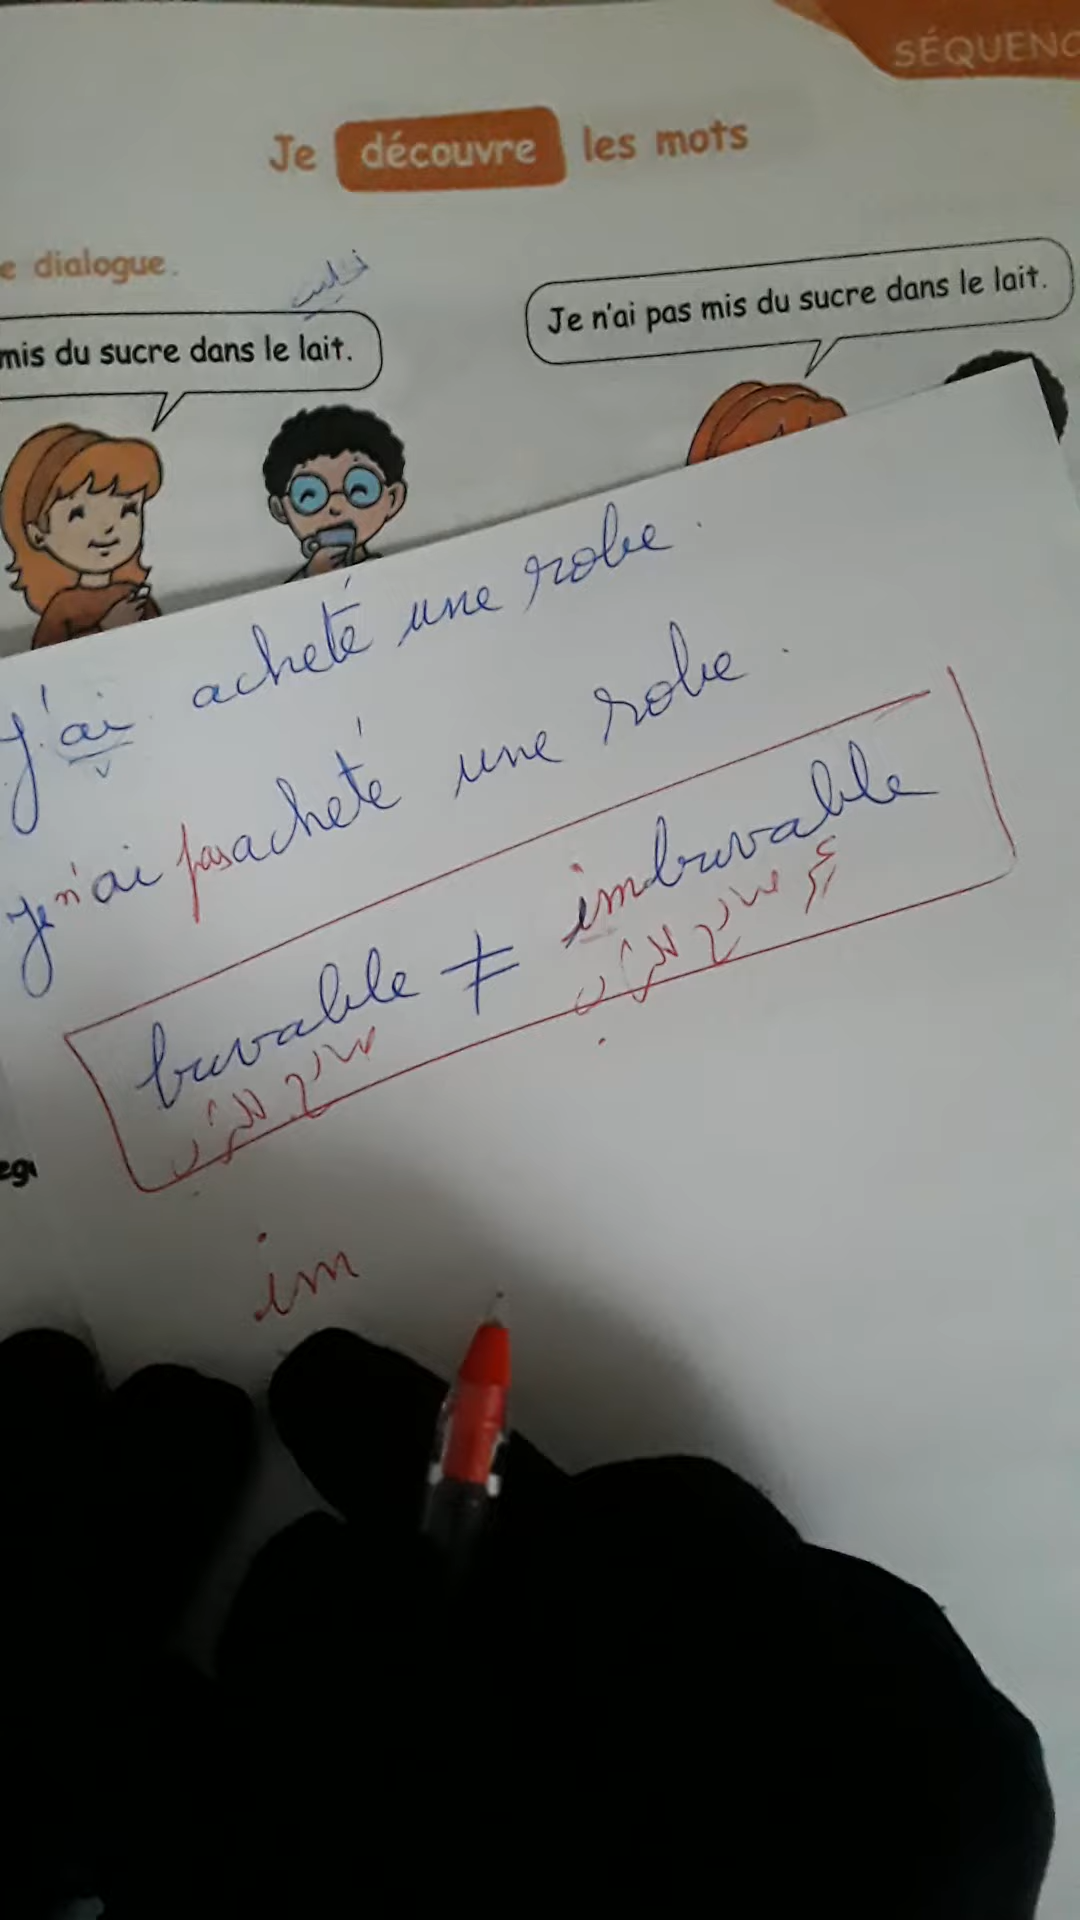 SÉQUENC
Je découvre les mots
e dialogue.
mis du sucre dans le lait.
Je n'ai pas mis du sucre dans le lait.
J'ai acheté une robe.
Je n'ai pas acheté une robe.
buvable ≠ imbuvable
صالح للشرب
غير صالح للشرب
im